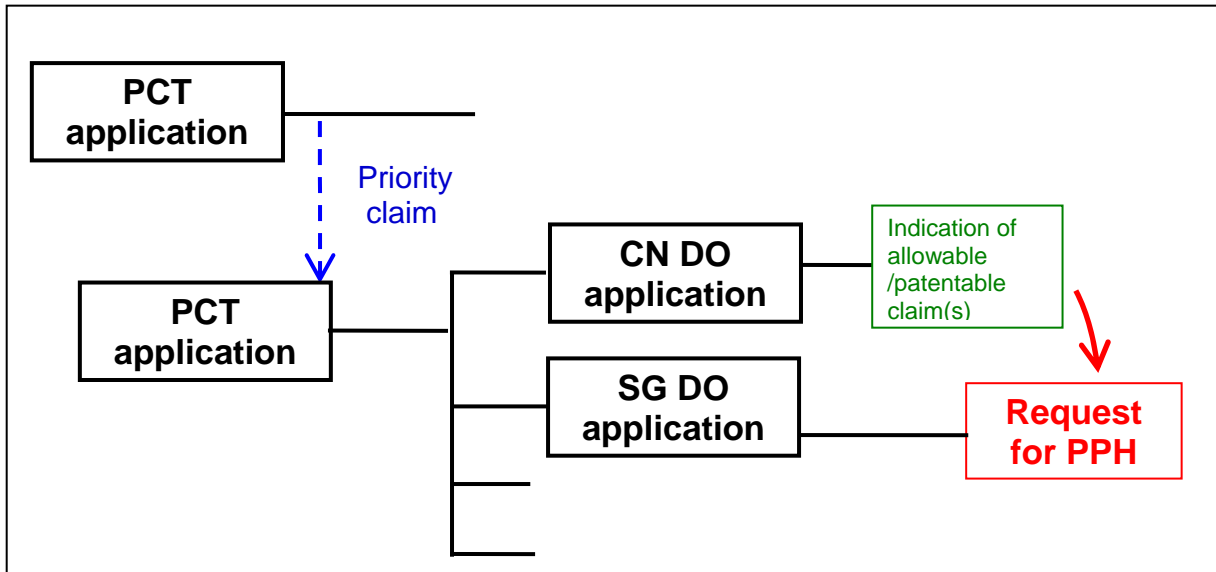 PCT
application
Priority
claim
PCT
application
CN DO
application
Indication of
allowable
/patentable
claim(s)
SG DO
application
Request
for PPH